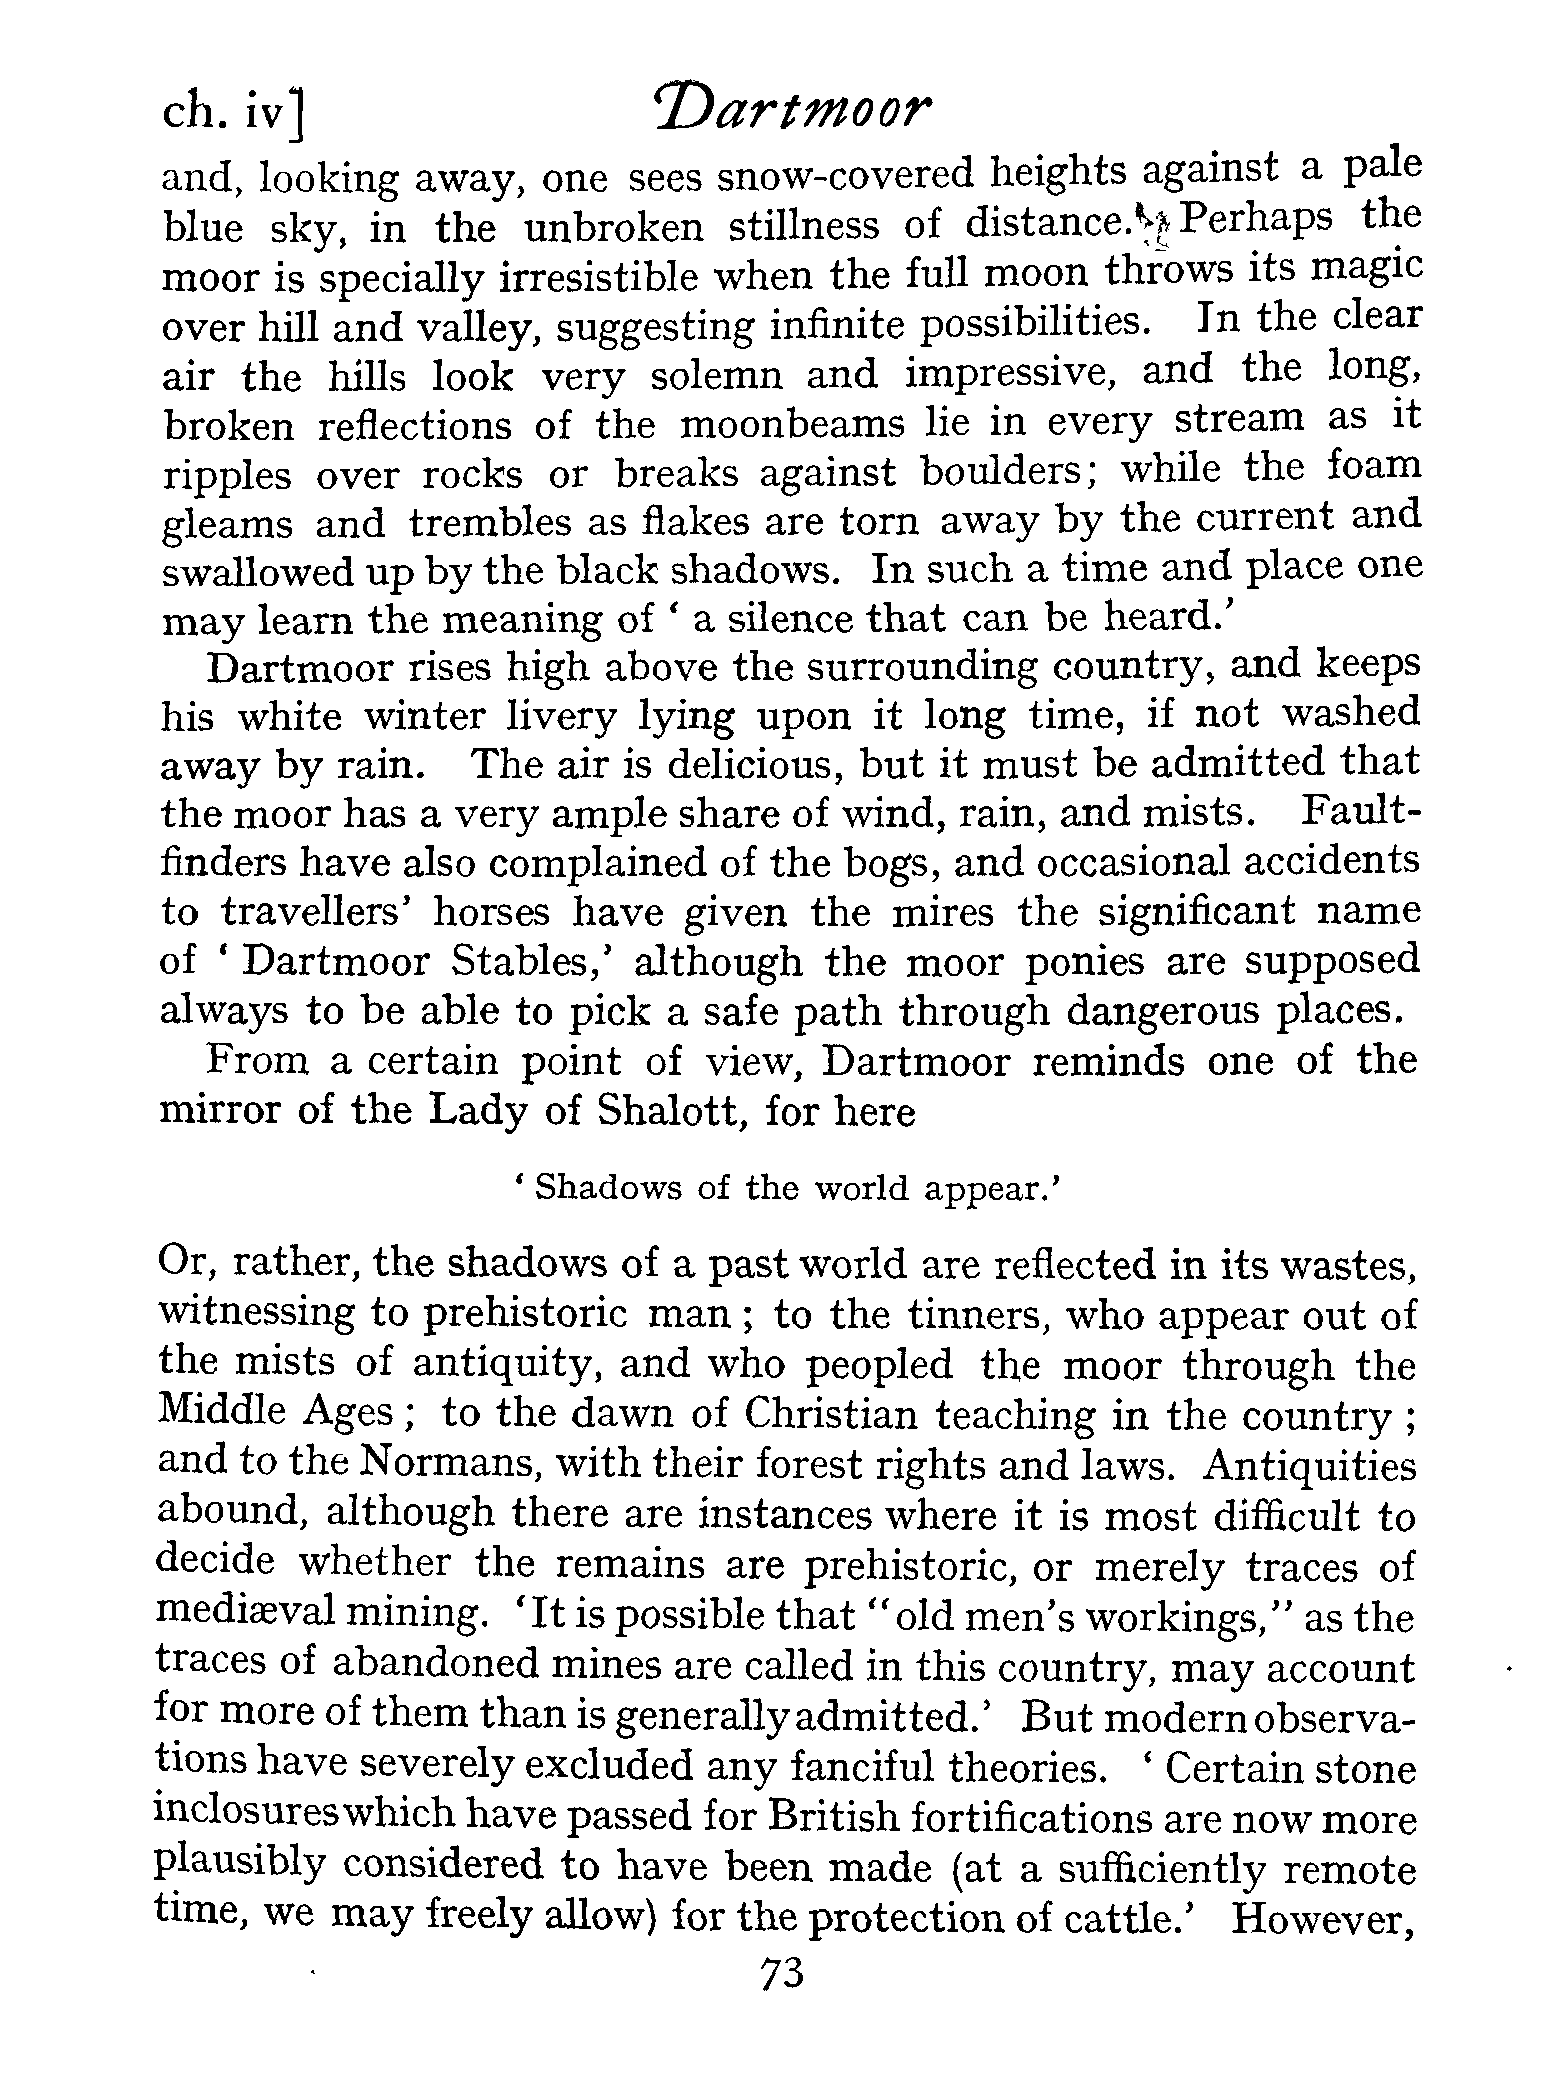 ch. iv] Dartmoor
and, looking away, one sees snow-covered heights against a pale
blue sky, in the unbroken stillness of distance. Perhaps the
moor is specially irresistible when the full moon throws its magic
over hill and valley, suggesting infinite possibilities. In the clear
air the hills look very solemn and impressive, and the long,
broken reflections of the moonbeams lie in every stream as it
ripples over rocks or breaks against boulders; while the foam
gleams and trembles as flakes are torn away by the current and
swallowed up by the black shadows. In such a time and place one
may learn the meaning of ‘ a silence that can be heard.’
Dartmoor rises high above the surrounding country, and keeps
his white winter livery lying upon it long time, if not washed
away by rain. The air is delicious, but it must be admitted that
the moor has a very ample share of wind, rain, and mists. Fault-
finders have also complained of the bogs, and occasional accidents
to travellers’ horses have given the mires the significant name
of ‘ Dartmoor Stables,’ although the moor ponies are supposed
always to be able to pick a safe path through dangerous places.
From a certain point of view, Dartmoor reminds one of the
mirror of the Lady of Shalott, for here
‘ Shadows of the world appear.’
Or, rather, the shadows of a past world are reflected in its wastes,
witnessing to prehistoric man ; to the tinners, who appear out of
the mists of antiquity, and who peopled the moor through the
Middle Ages ; to the dawn of Christian teaching in the country ;
and to the Normans, with their forest rights and laws. Antiquities
abound, although there are instances where it is most difficult to
decide whether the remains are prehistoric, or merely traces of
mediæval mining. ‘It is possible that “old men’s workings,” as the
traces of abandoned mines are called in this country, may account
for more of them than is generally admitted.’ But modern observa-
tions have severely excluded any fanciful theories. ‘ Certain stone
inclosures which have passed for British fortifications are now more
plausibly considered to have been made (at a sufficiently remote
time, we may freely allow) for the protection of cattle.’ However,
73